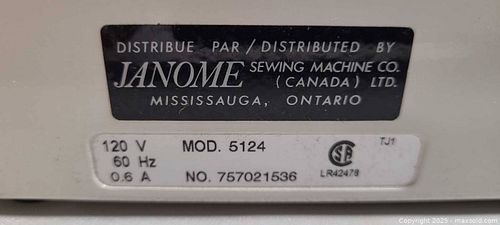 DISTRIBUE PAR / DISTRIBUTED BY
JANOME SEWING MACHINE CO.
(CANADA) LTD.
MISSISSAUGA, ONTARIO
120 V MOD. 5124 TJ1
60 Hz
0.6 A NO. 757021536 LR42478
Copyright 2025 - www.maxsold.com